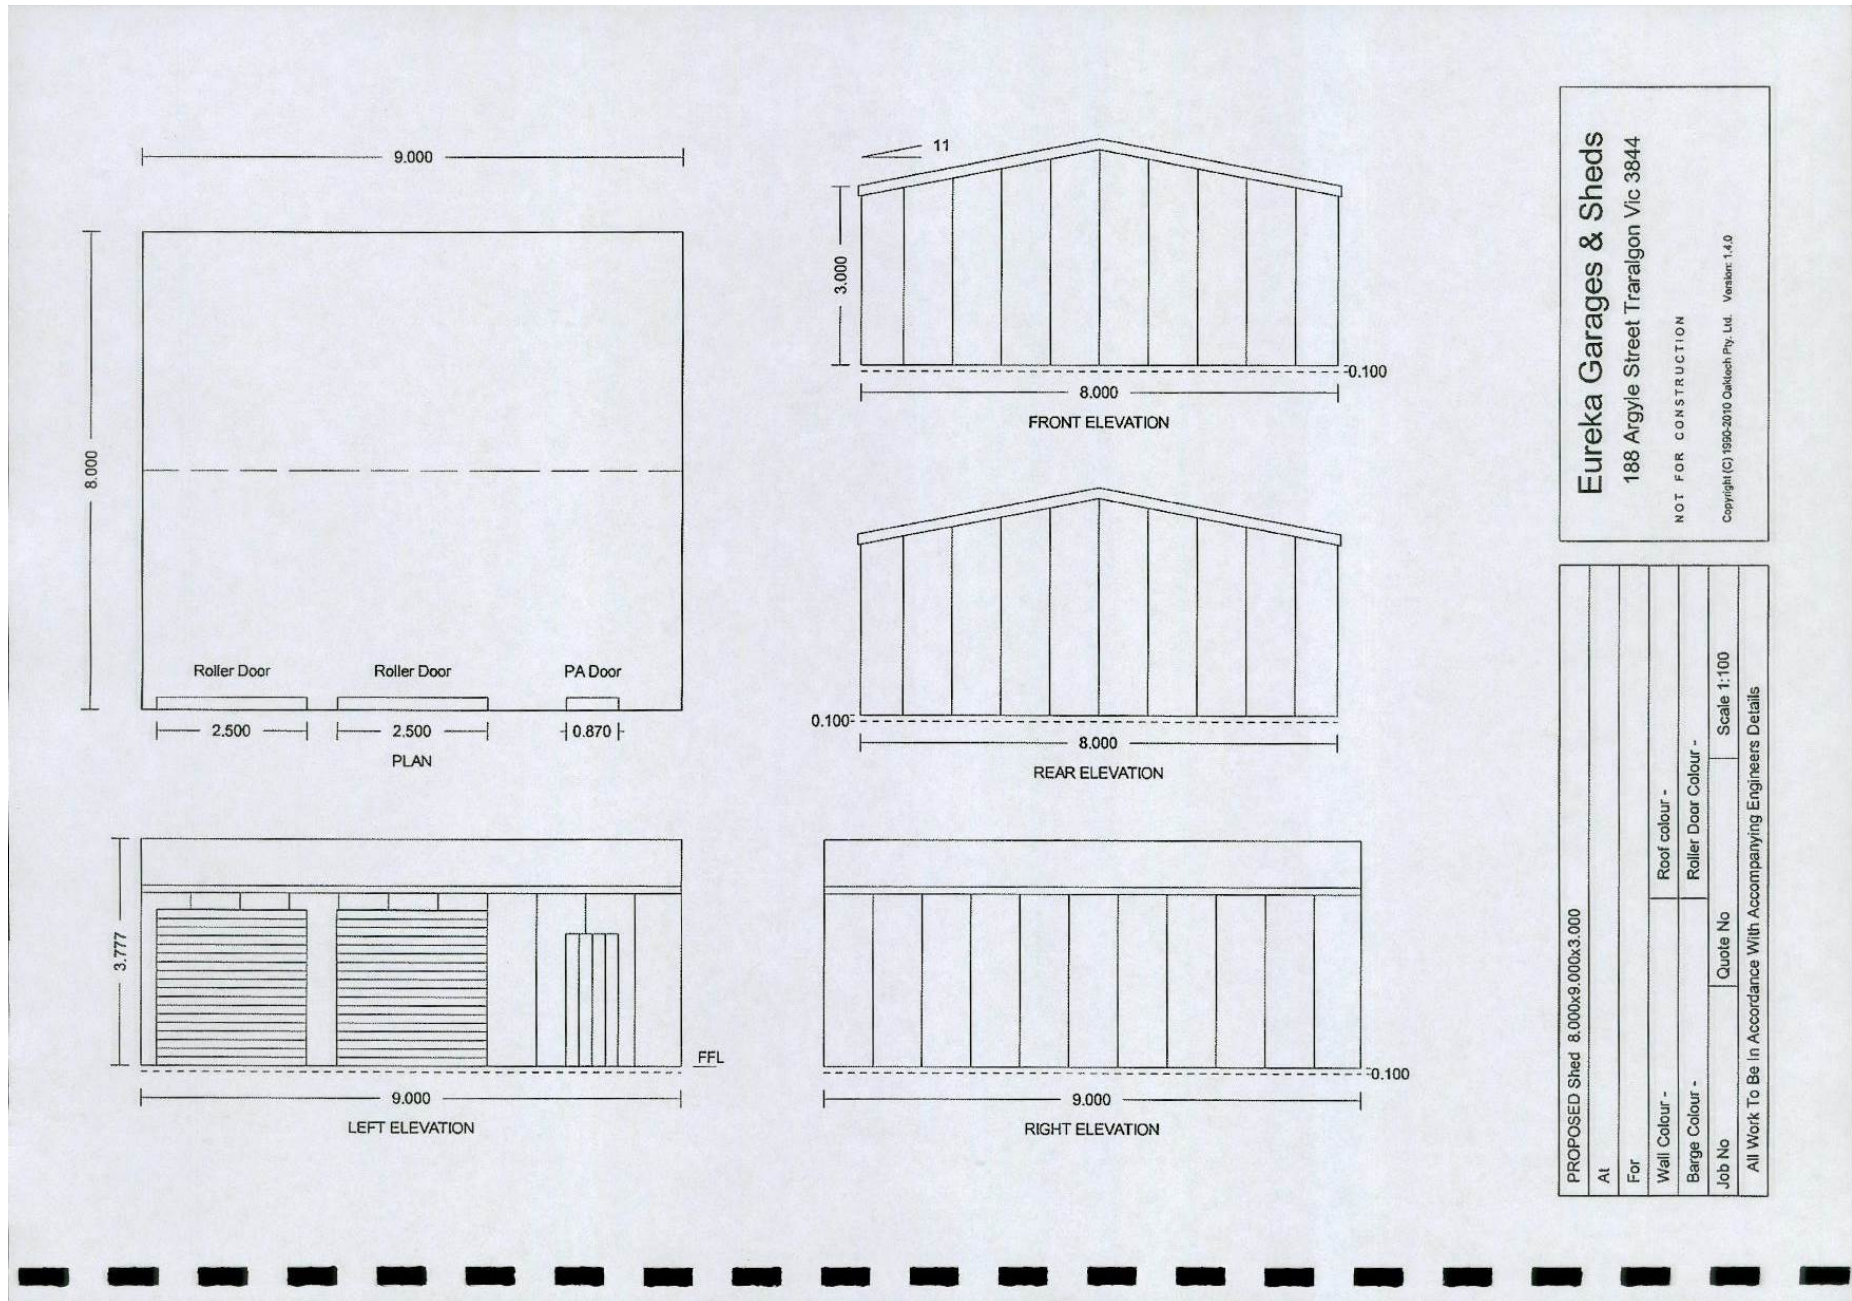 9.000
8.000
Roller Door
Roller Door
PA Door
2.500
2.500
0.870
PLAN
11
3.000
0.100
8.000
FRONT ELEVATION
0.100
8.000
REAR ELEVATION
3.777
FFL
9.000
LEFT ELEVATION
0.100
9.000
RIGHT ELEVATION
Eureka Garages & Sheds
188 Argyle Street Traralgon Vic 3844
NOT FOR CONSTRUCTION
Copyright (C) 1990-2010 Oaktech Pty. Ltd. Version: 1.4.0
PROPOSED Shed 8.000x9.000x3.000
At
For
Wall Colour - Roof colour -
Barge Colour - Roller Door Colour -
Job No Quote No Scale 1:100
All Work To Be In Accordance With Accompanying Engineers Details